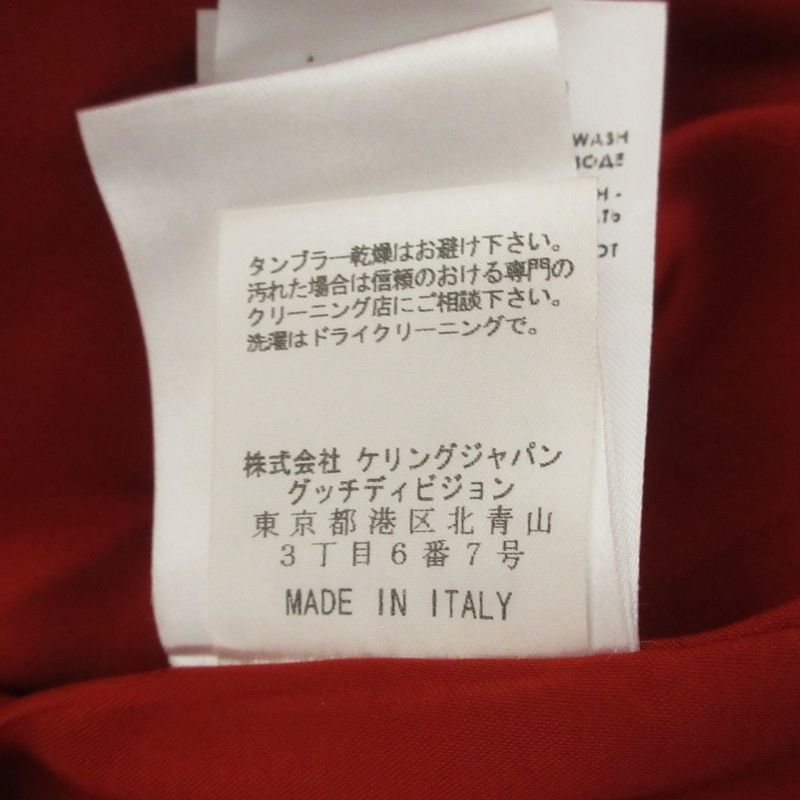 WASH
ВОДЕ
H -
АТЬ
OT
タンブラー乾燥はお避け下さい。
汚れた場合は信頼のおける専門の
クリーニング店にご相談下さい。
洗濯はドライクリーニングで。
株式会社 ケリングジャパン
グッチディビジョン
東京都港区北青山
3丁目6番7号
MADE IN ITALY